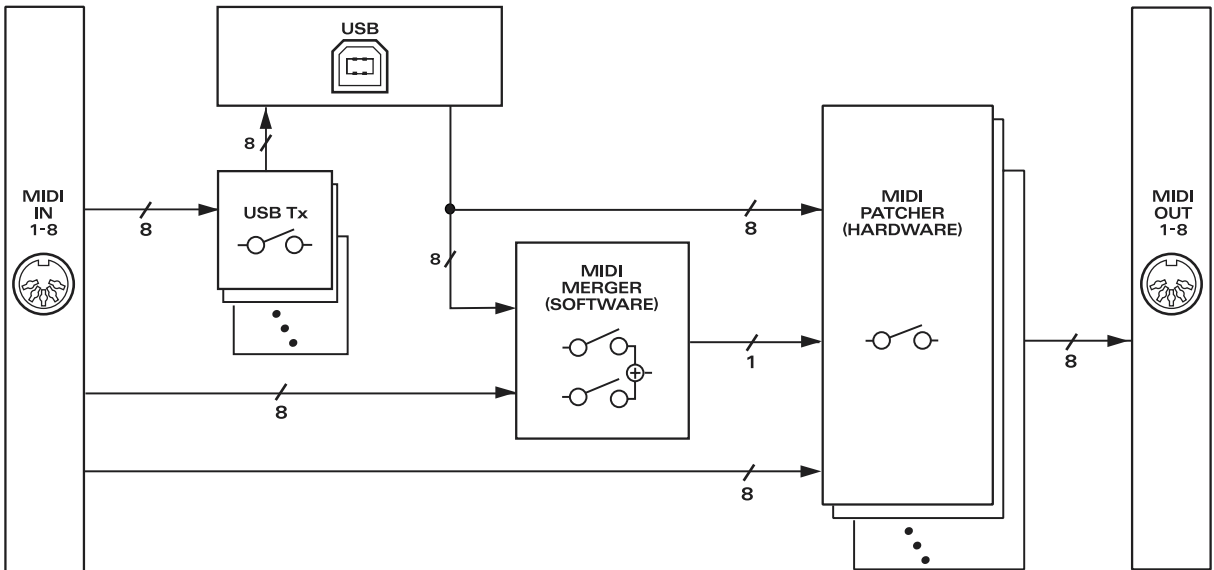 USB
8
MIDI
IN
1-8
8
USB Tx
8
8
MIDI
MERGER
(SOFTWARE)
8
1
8
MIDI
PATCHER
(HARDWARE)
8
MIDI
OUT
1-8